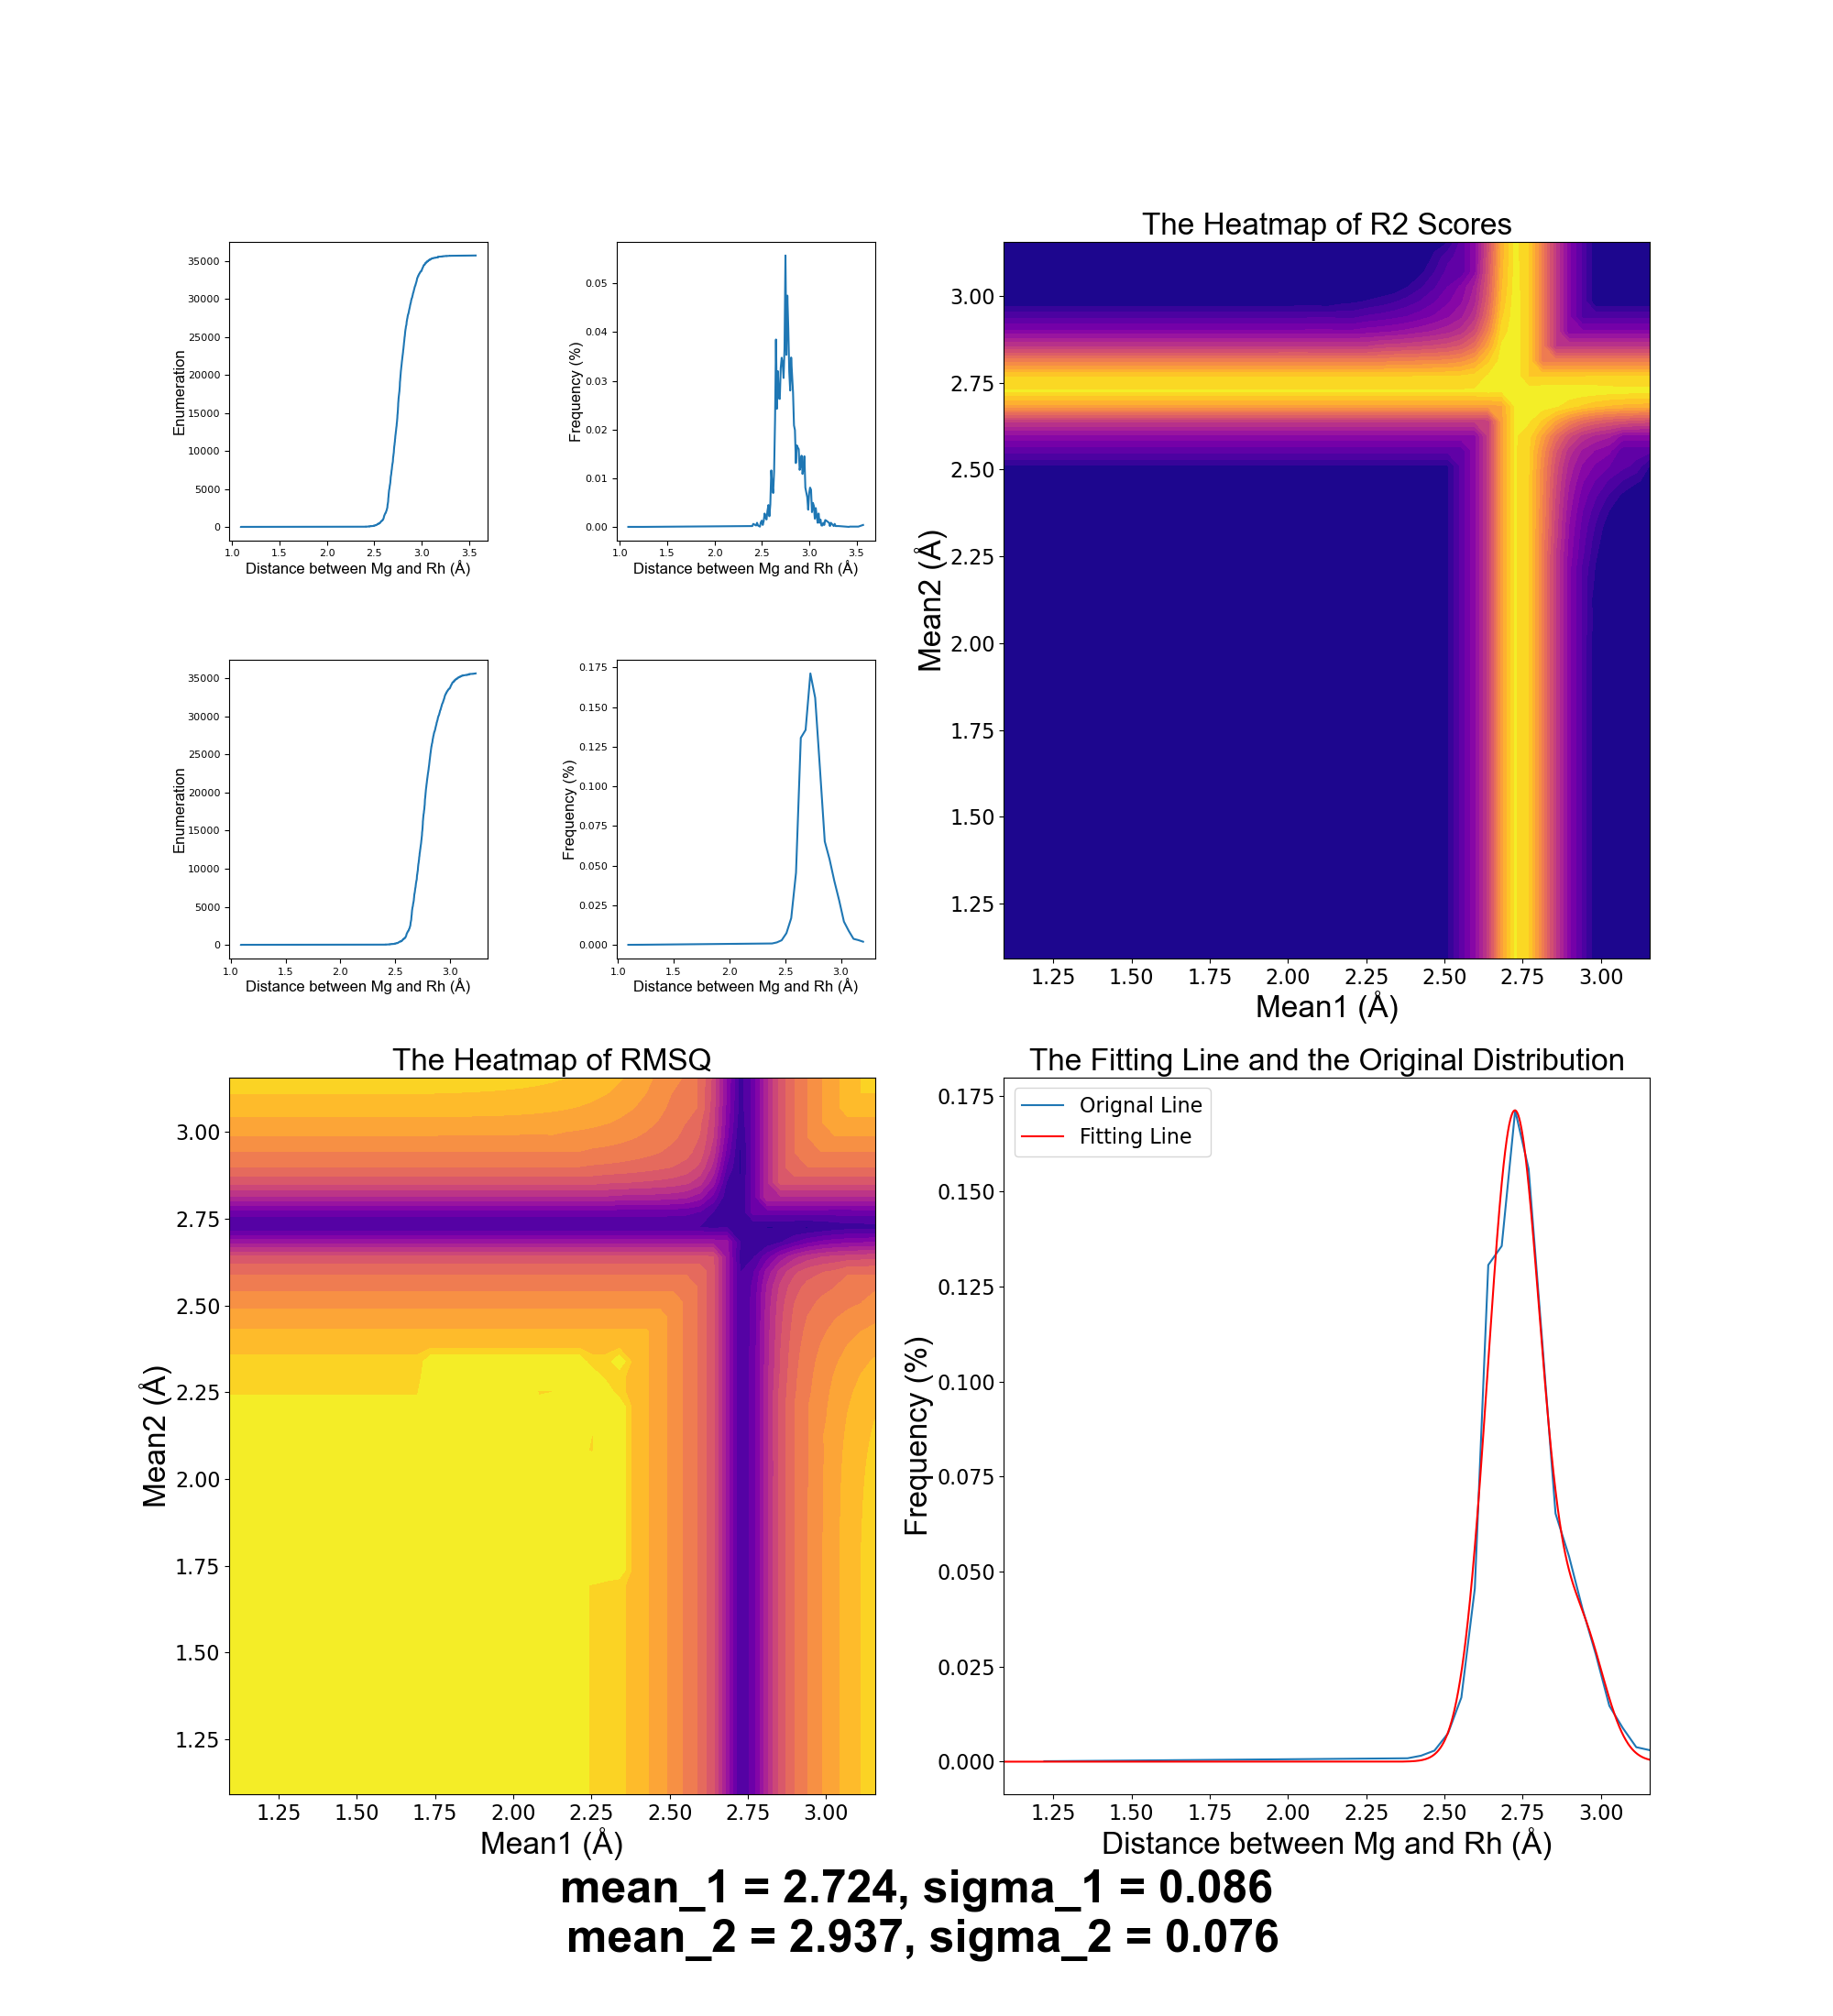 35000
30000
25000
20000
15000
10000
5000
0
Enumeration
1.0 1.5 2.0 2.5 3.0 3.5
Distance between Mg and Rh (Å)
0.05
0.04
0.03
0.02
0.01
0.00
Frequency (%)
1.0 1.5 2.0 2.5 3.0 3.5
Distance between Mg and Rh (Å)
The Heatmap of R2 Scores
3.00
2.75
2.50
2.25
2.00
1.75
1.50
1.25
Mean2 (Å)
1.25 1.50 1.75 2.00 2.25 2.50 2.75 3.00
Mean1 (Å)
35000
30000
25000
20000
15000
10000
5000
0
Enumeration
1.0 1.5 2.0 2.5 3.0
Distance between Mg and Rh (Å)
0.175
0.150
0.125
0.100
0.075
0.050
0.025
0.000
Frequency (%)
1.0 1.5 2.0 2.5 3.0
Distance between Mg and Rh (Å)
The Heatmap of RMSQ
3.00
2.75
2.50
2.25
2.00
1.75
1.50
1.25
Mean2 (Å)
1.25 1.50 1.75 2.00 2.25 2.50 2.75 3.00
Mean1 (Å)
The Fitting Line and the Original Distribution
Orignal Line
Fitting Line
0.175
0.150
0.125
0.100
0.075
0.050
0.025
0.000
Frequency (%)
1.25 1.50 1.75 2.00 2.25 2.50 2.75 3.00
Distance between Mg and Rh (Å)
mean_1 = 2.724, sigma_1 = 0.086
mean_2 = 2.937, sigma_2 = 0.076